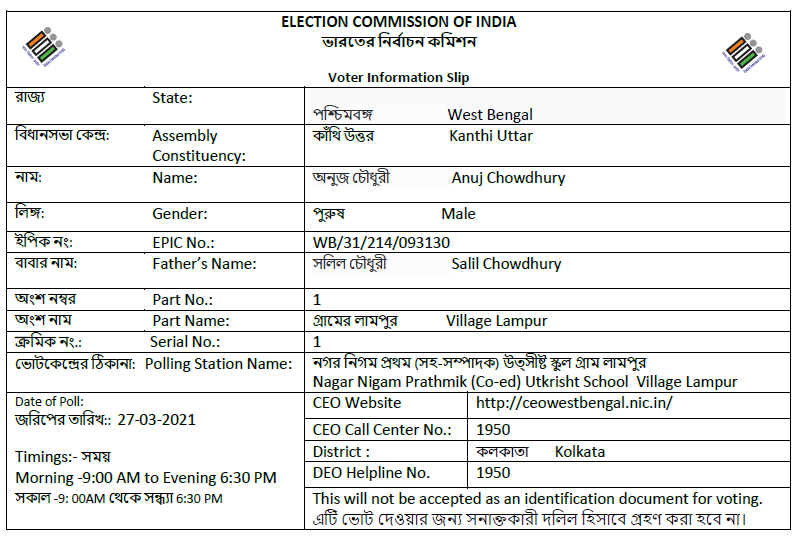 ELECTION COMMISSION OF INDIA
ভারতের নির্বাচন কমিশন
Voter Information Slip
রাজ্য State: পশ্চিমবঙ্গ West Bengal
বিধানসভা কেন্দ্র: Assembly Constituency: কাঁথি উত্তর Kanthi Uttar
নাম: Name: অনুজ চৌধুরী Anuj Chowdhury
লিঙ্গ: Gender: পুরুষ Male
ইপিক নং: EPIC No.: WB/31/214/093130
বাবার নাম: Father's Name: সলিল চৌধুরী Salil Chowdhury
অংশ নম্বর Part No.: 1
অংশ নাম Part Name: গ্রামের লামপুর Village Lampur
ক্রমিক নং.: Serial No.: 1
ভোটকেন্দ্রের ঠিকানা: Polling Station Name: নগর নিগম প্রথম (সহ-সম্পাদক) উত্সীষ্ট স্কুল গ্রাম লামপুর
Nagar Nigam Prathmik (Co-ed) Utkrisht School Village Lampur
Date of Poll:
জরিপের তারিখ:: 27-03-2021
Timings:- সময়
Morning -9:00 AM to Evening 6:30 PM
সকাল -9: 00AM থেকে সন্ধ্যা 6:30 PM
CEO Website http://ceowestbengal.nic.in/
CEO Call Center No.: 1950
District : কলকাতা Kolkata
DEO Helpline No. 1950
This will not be accepted as an identification document for voting.
এটি ভোট দেওয়ার জন্য সনাক্তকারী দলিল হিসাবে গ্রহণ করা হবে না।